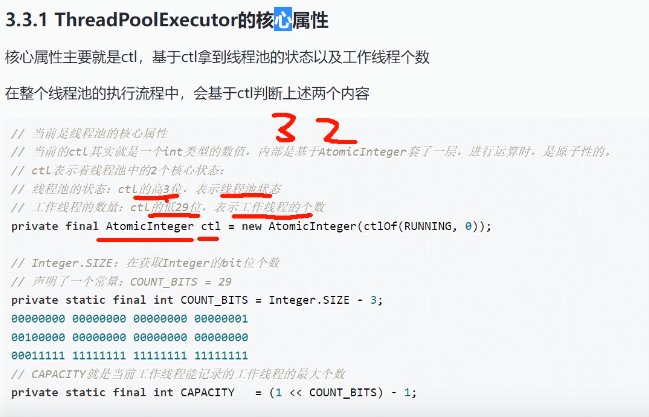 3.3.1 ThreadPoolExecutor的核心属性
核心属性主要就是ctl，基于ctl拿到线程池的状态以及工作线程个数
在整个线程池的执行流程中，会基于ctl判断上述两个内容
32
// 当前是线程池的核心属性
// 当前的ctl其实就是一个int类型的数值，内部是基于AtomicInteger套了一层，进行运算时，是原子性的。
// ctl表示着线程池中的2个核心状态：
// 线程池的状态：ctl的高3位，表示线程池状态
// 工作线程的数量：ctl的低29位，表示工作线程的个数
private final AtomicInteger ctl = new AtomicInteger(ctlOf(RUNNING, 0));
// Integer.SIZE：在获取Integer的bit位个数
// 声明了一个常量：COUNT_BITS = 29
private static final int COUNT_BITS = Integer.SIZE - 3;
00000000 00000000 00000000 00000001
00100000 00000000 00000000 00000000
00011111 11111111 11111111 11111111
// CAPACITY就是当前工作线程能记录的工作线程的最大个数
private static final int CAPACITY   = (1 << COUNT_BITS) - 1;